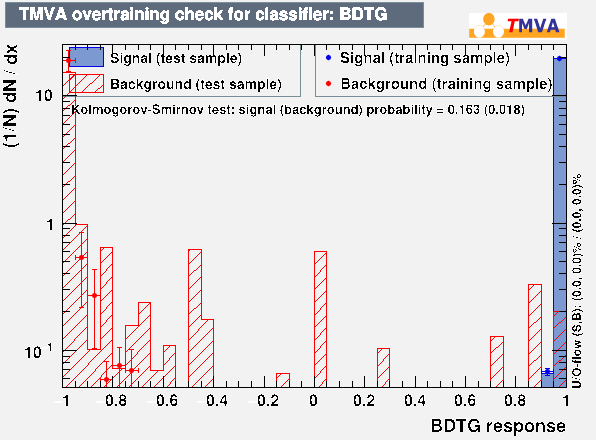 TMVA overtraining check for classifier: BDTG
TMVA
Signal (test sample)
Background (test sample)
Signal (training sample)
Background (training sample)
Kolmogorov-Smirnov test: signal (background) probability = 0.163 (0.018)
(1/N) dN / dx
10
1
10⁻¹
-1 -0.8 -0.6 -0.4 -0.2 0 0.2 0.4 0.6 0.8 1
BDTG response
U/O-flow (S,B): (0.0, 0.0)% / (0.0, 0.0)%